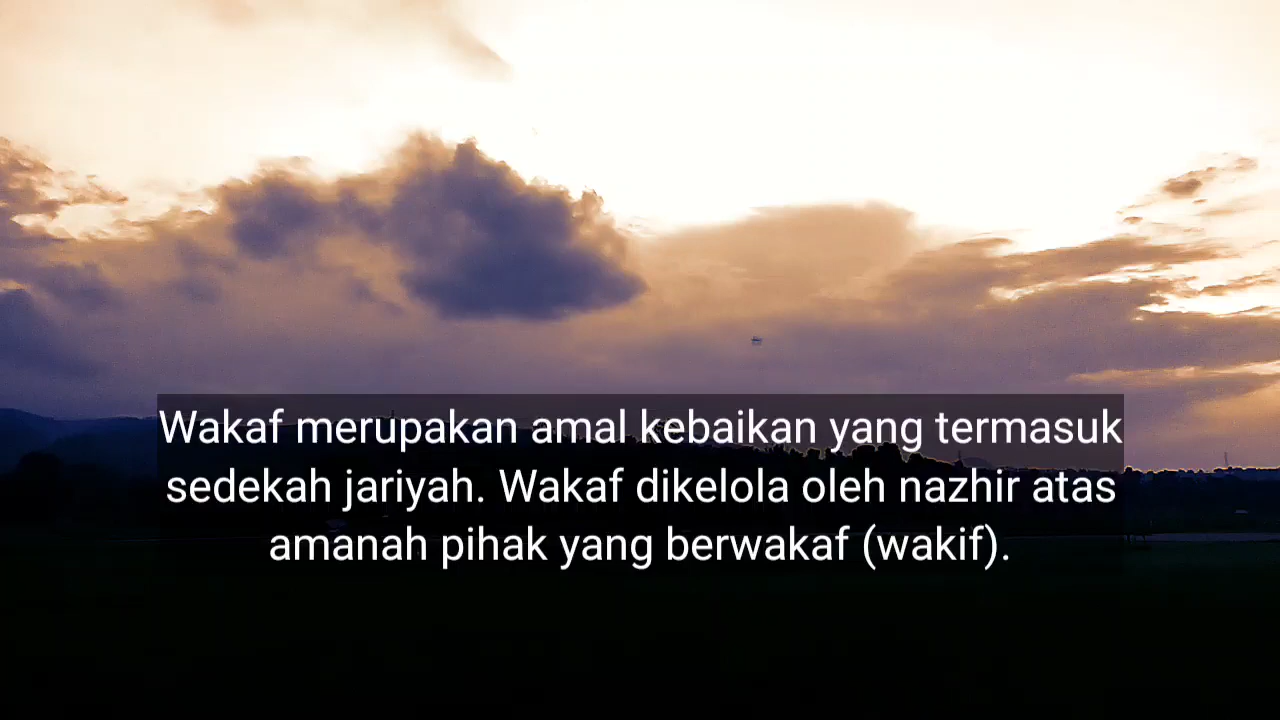 Wakaf merupakan amal kebaikan yang termasuk
sedekah jariyah. Wakaf dikelola oleh nazhir atas
amanah pihak yang berwakaf (wakif).